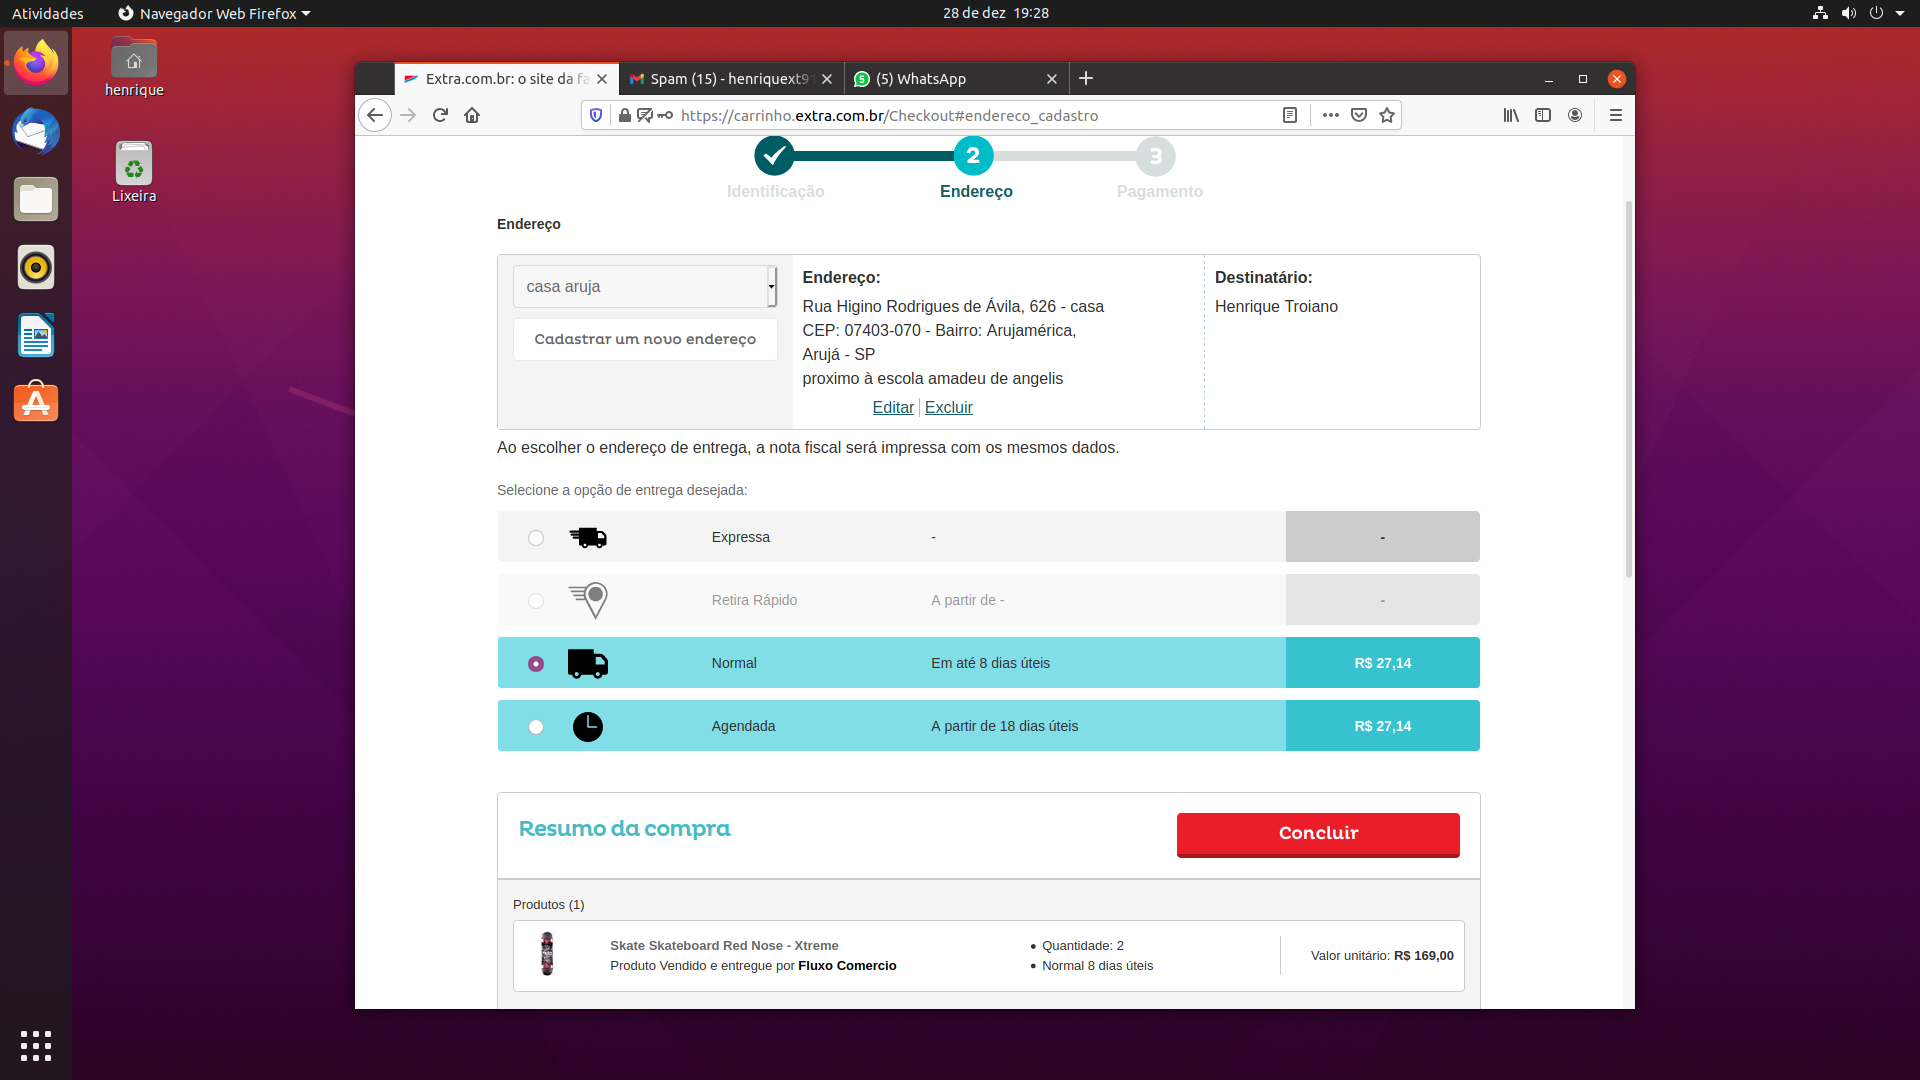 Atividades
Navegador Web Firefox
28 de dez 19:28
henrique
Lixeira
Extra.com.br: o site da fa
Spam (15) - henriquext91
(5) WhatsApp
https://carrinho.extra.com.br/Checkout#endereco_cadastro
2
3
Identificação
Endereço
Pagamento
Endereço
casa aruja
Cadastrar um novo endereço
Endereço:
Rua Higino Rodrigues de Ávila, 626 - casa
CEP: 07403-070 - Bairro: Arujamérica,
Arujá - SP
proximo à escola amadeu de angelis
Editar
Excluir
Destinatário:
Henrique Troiano
Ao escolher o endereço de entrega, a nota fiscal será impressa com os mesmos dados.
Selecione a opção de entrega desejada:
Expressa - -
Retira Rápido A partir de - -
Normal Em até 8 dias úteis R$ 27,14
Agendada A partir de 18 dias úteis R$ 27,14
Resumo da compra
Concluir
Produtos (1)
Skate Skateboard Red Nose - Xtreme
Produto Vendido e entregue por Fluxo Comercio
• Quantidade: 2
• Normal 8 dias úteis
Valor unitário: R$ 169,00